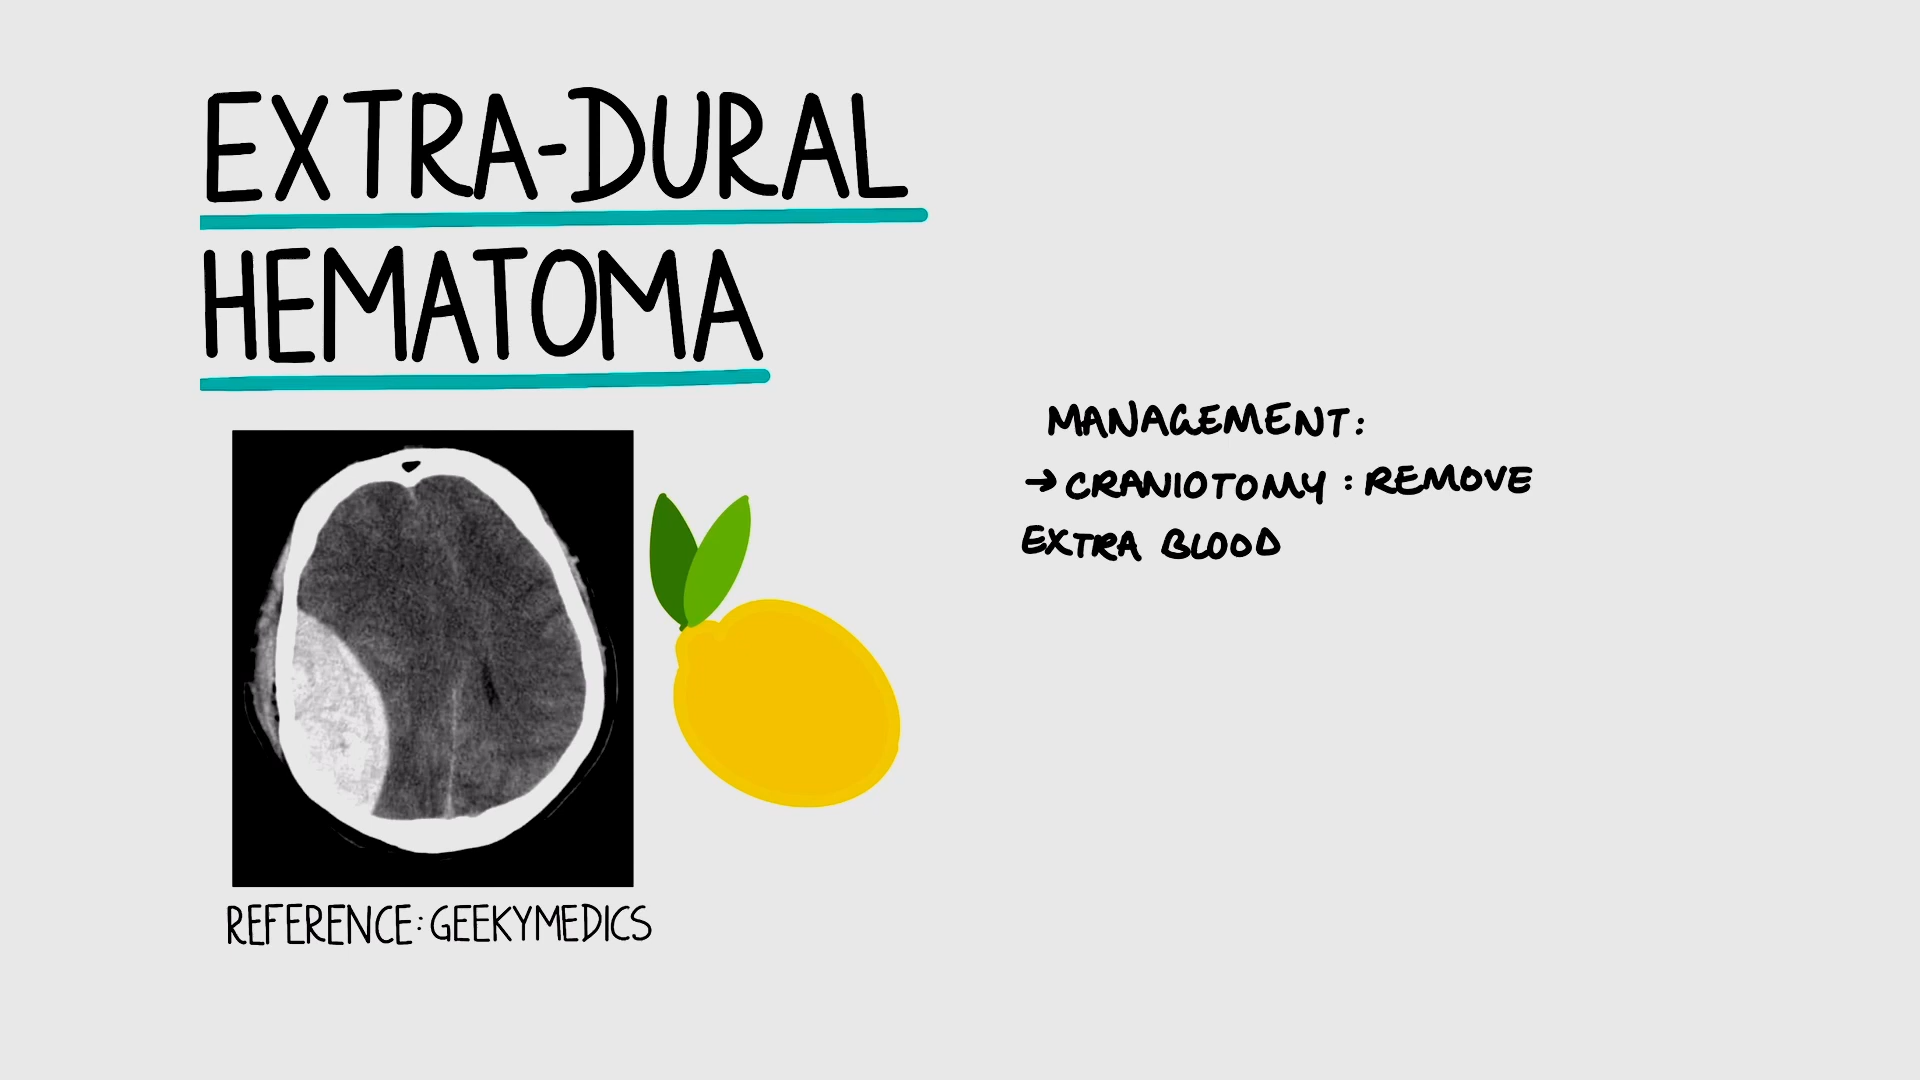 EXTRA-DURAL
HEMATOMA
MANAGEMENT:
→ CRANIOTOMY : REMOVE
EXTRA BLOOD
REFERENCE: GEEKYMEDICS